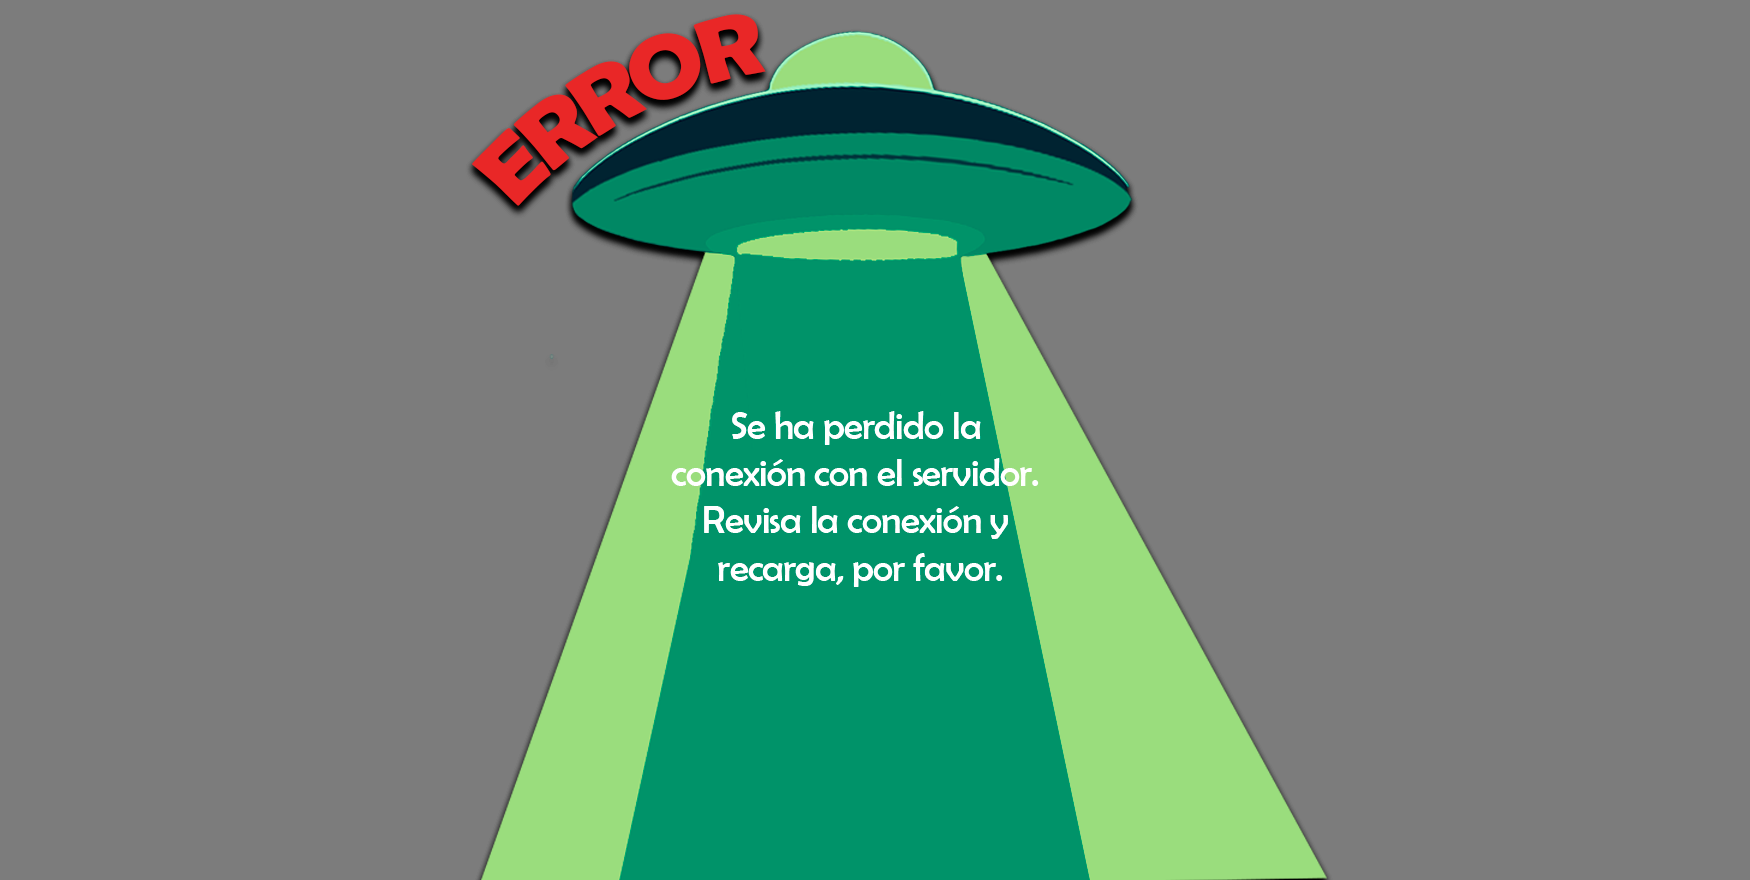 ERROR
Se ha perdido la
conexión con el servidor.
Revisa la conexión y
recarga, por favor.